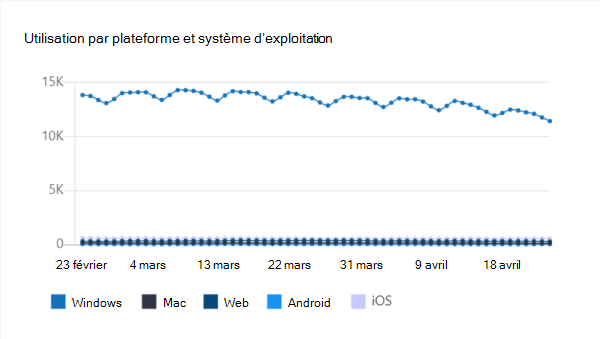 Utilisation par plateforme et système d'exploitation
15K
10K
5K
0
23 février 4 mars 13 mars 22 mars 31 mars 9 avril 18 avril
Windows Mac Web Android iOS